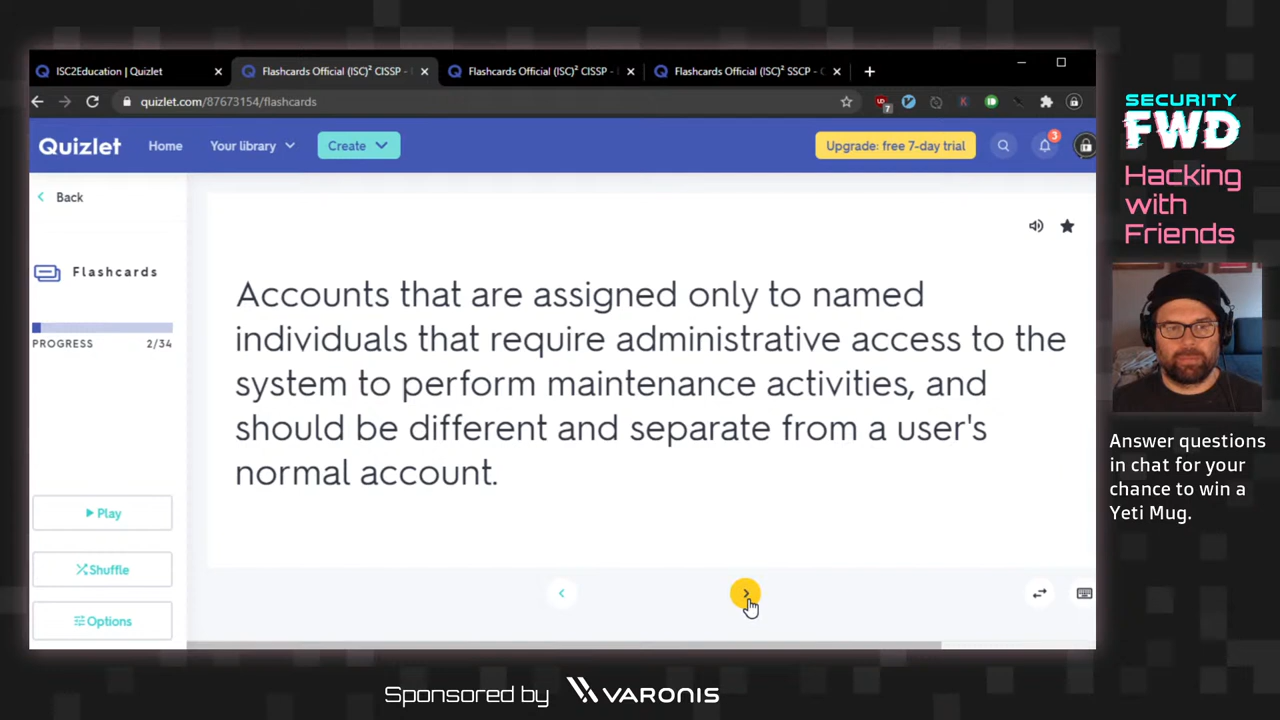 ISC2Education | Quizlet
Flashcards Official (ISC)² CISSP -
Flashcards Official (ISC)² CISSP -
Flashcards Official (ISC)² SSCP -
quizlet.com/87673154/flashcards
7
Quizlet
Home
Your library
Create
Upgrade: free 7-day trial
3
Back
Flashcards
PROGRESS 2/34
Play
Shuffle
Options
Accounts that are assigned only to named
individuals that require administrative access to the
system to perform maintenance activities, and
should be different and separate from a user's
normal account.
SECURITY
FWD
Hacking
with
Friends
Answer questions
in chat for your
chance to win a
Yeti Mug.
Sponsored by VARONIS